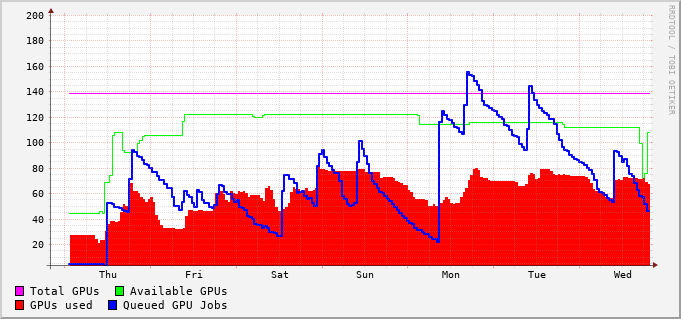 RRDTOOL / TOBI OETIKER
200
180
160
140
120
100
80
60
40
20
Thu Fri Sat Sun Mon Tue Wed
Total GPUs Available GPUs
GPUs used Queued GPU Jobs